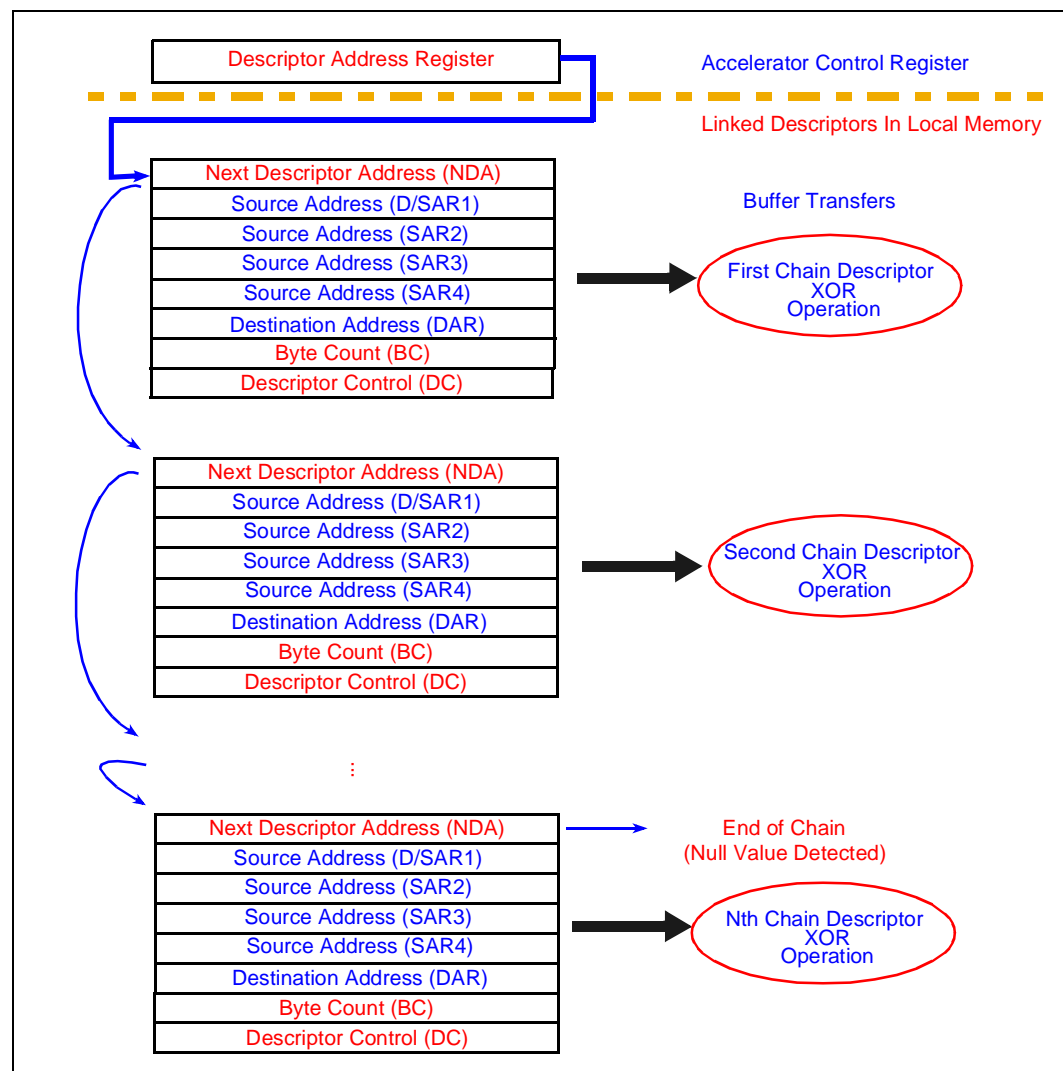 Descriptor Address Register
Accelerator Control Register
Linked Descriptors In Local Memory
Next Descriptor Address (NDA)
Source Address (D/SAR1)
Source Address (SAR2)
Source Address (SAR3)
Source Address (SAR4)
Destination Address (DAR)
Byte Count (BC)
Descriptor Control (DC)
Buffer Transfers
First Chain Descriptor
XOR
Operation
Next Descriptor Address (NDA)
Source Address (D/SAR1)
Source Address (SAR2)
Source Address (SAR3)
Source Address (SAR4)
Destination Address (DAR)
Byte Count (BC)
Descriptor Control (DC)
Second Chain Descriptor
XOR
Operation
...
Next Descriptor Address (NDA)
Source Address (D/SAR1)
Source Address (SAR2)
Source Address (SAR3)
Source Address (SAR4)
Destination Address (DAR)
Byte Count (BC)
Descriptor Control (DC)
End of Chain
(Null Value Detected)
Nth Chain Descriptor
XOR
Operation